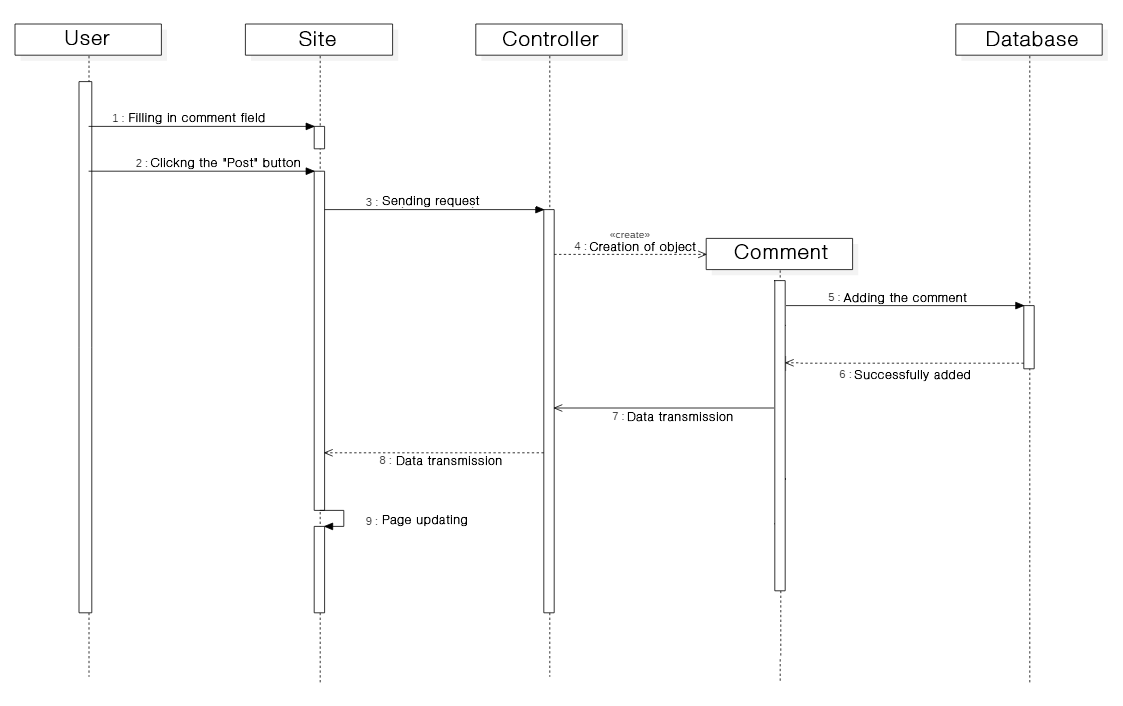 User
Site
Controller
Database
1 : Filling in comment field
2 : Clickng the "Post" button
3 : Sending request
«create»
4 : Creation of object
Comment
5 : Adding the comment
6 : Successfully added
7 : Data transmission
8 : Data transmission
9 : Page updating